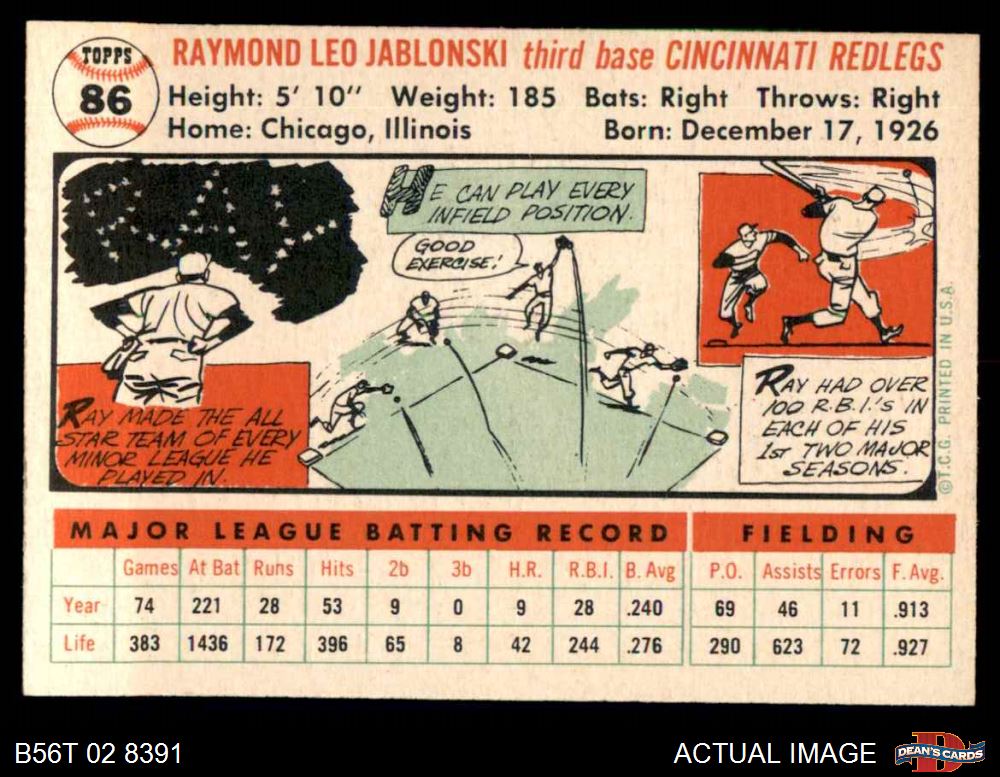 TOPPS
86
RAYMOND LEO JABLONSKI third base CINCINNATI REDLEGS
Height: 5' 10" Weight: 185 Bats: Right Throws: Right
Home: Chicago, Illinois Born: December 17, 1926
RAY MADE THE ALL
STAR TEAM OF EVERY
MINOR LEAGUE HE
PLAYED IN.
HE CAN PLAY EVERY
INFIELD POSITION.
GOOD
EXERCISE!
RAY HAD OVER
100 R.B.I.'S IN
EACH OF HIS
1ST TWO MAJOR
SEASONS.
©T.C.G. PRINTED IN U.S.A.
MAJOR LEAGUE BATTING RECORD FIELDING
Games At Bat Runs Hits 2b 3b H.R. R.B.I. B. Avg P.O. Assists Errors F. Avg.
Year 74 221 28 53 9 0 9 28 .240 69 46 11 .913
Life 383 1436 172 396 65 8 42 244 .276 290 623 72 .927
B56T 02 8391 ACTUAL IMAGE DEAN'S CARDS